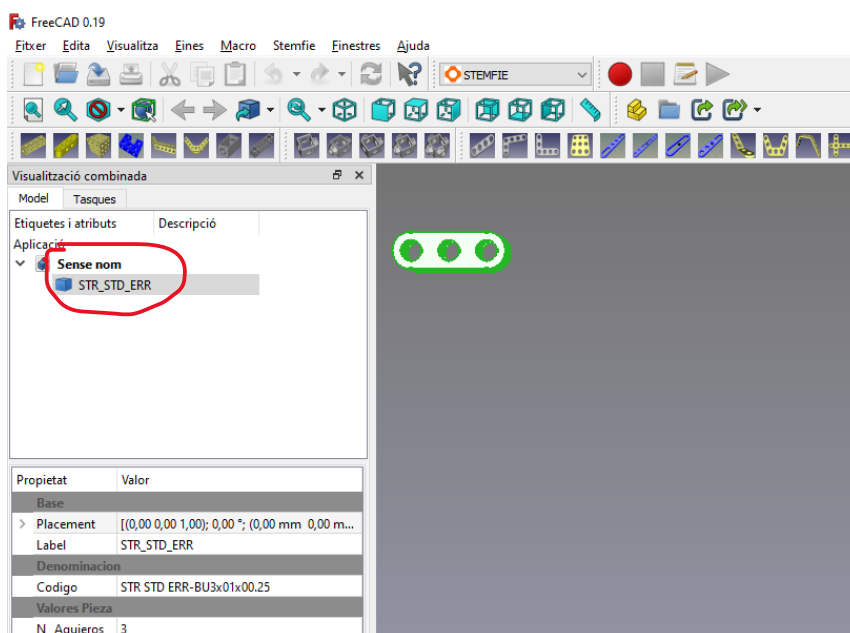 FreeCAD 0.19
Fitxer Edita Visualitza Eines Macro Stemfie Finestres Ajuda
STEMFIE
Visualització combinada
Model Tasques
Etiquetes i atributs Descripció
Aplicació
Sense nom
STR_STD_ERR
Propietat Valor
Base
Placement [(0,00 0,00 1,00); 0,00 °; (0,00 mm 0,00 m...
Label STR_STD_ERR
Denominacion
Codigo STR STD ERR-BU3x01x00.25
Valores Pieza
N_Agujeros 3